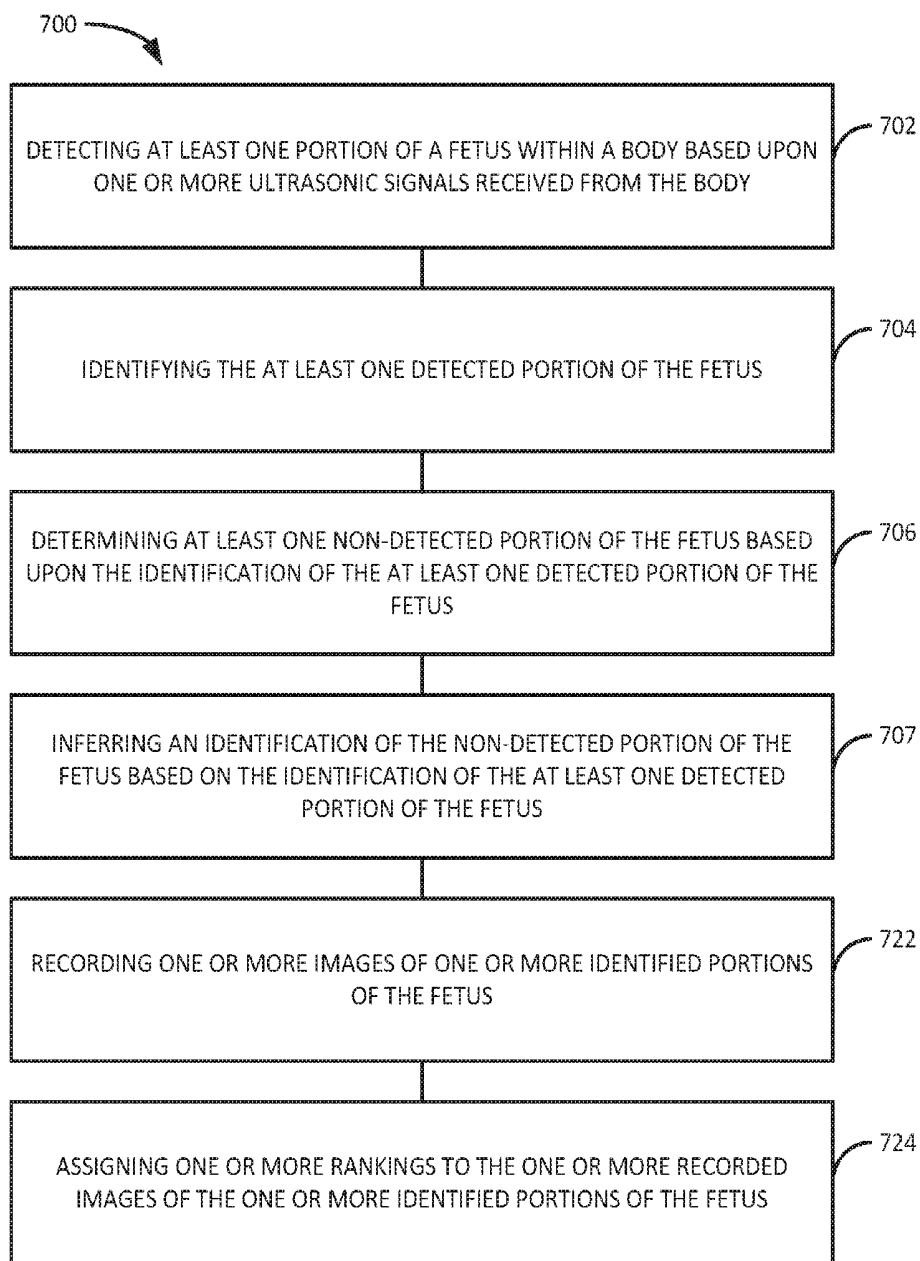 700
DETECTING AT LEAST ONE PORTION OF A FETUS WITHIN A BODY BASED UPON
ONE OR MORE ULTRASONIC SIGNALS RECEIVED FROM THE BODY
702
IDENTIFYING THE AT LEAST ONE DETECTED PORTION OF THE FETUS
704
DETERMINING AT LEAST ONE NON-DETECTED PORTION OF THE FETUS BASED
UPON THE IDENTIFICATION OF THE AT LEAST ONE DETECTED PORTION OF THE
FETUS
706
INFERRING AN IDENTIFICATION OF THE NON-DETECTED PORTION OF THE
FETUS BASED ON THE IDENTIFICATION OF THE AT LEAST ONE DETECTED
PORTION OF THE FETUS
707
RECORDING ONE OR MORE IMAGES OF ONE OR MORE IDENTIFIED PORTIONS
OF THE FETUS
722
ASSIGNING ONE OR MORE RANKINGS TO THE ONE OR MORE RECORDED
IMAGES OF THE ONE OR MORE IDENTIFIED PORTIONS OF THE FETUS
724